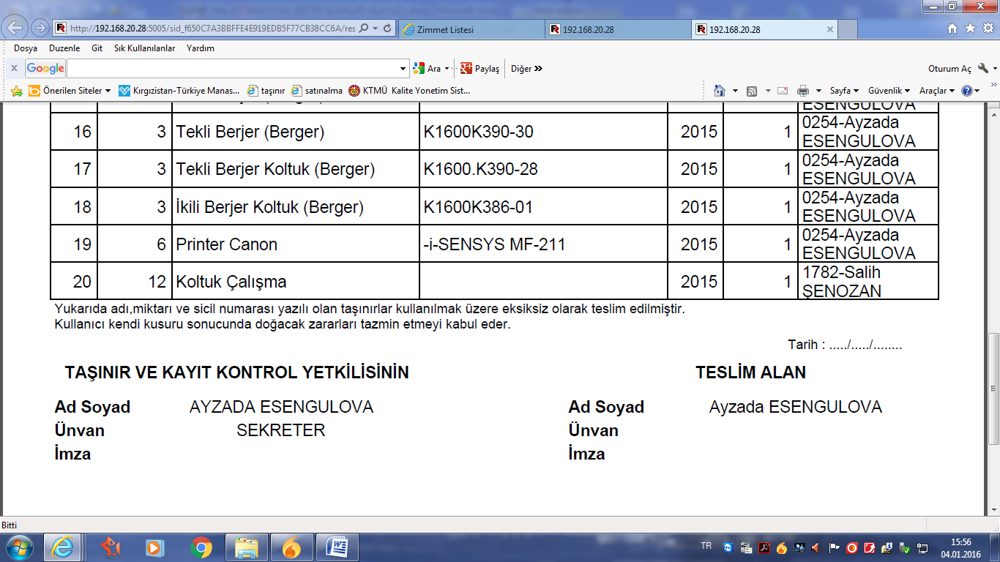 http://192.168.20.28:5005/sid_f650C7A3BBFFE4E919EDB5F77CB38CC6A/res
Zimmet Listesi
192.168.20.28
192.168.20.28
Dosya Duzenle Git Sık Kullanılanlar Yardım
x Google Ara Paylaş Diğer »» Oturum Aç
Önerilen Siteler Kırgızistan-Türkiye Manas... taşınır satınalma KTMÜ Kalite Yonetim Sist... Sayfa Güvenlik Araçlar
ESENGULOVA
16 3 Tekli Berjer (Berger) K1600K390-30 2015 1 0254-Ayzada
ESENGULOVA
17 3 Tekli Berjer Koltuk (Berger) K1600.K390-28 2015 1 0254-Ayzada
ESENGULOVA
18 3 İkili Berjer Koltuk (Berger) K1600K386-01 2015 1 0254-Ayzada
ESENGULOVA
19 6 Printer Canon -i-SENSYS MF-211 2015 1 0254-Ayzada
ESENGULOVA
20 12 Koltuk Çalışma 2015 1 1782-Salih
ŞENOZAN
Yukarıda adı,miktarı ve sicil numarası yazılı olan taşınırlar kullanılmak üzere eksiksiz olarak teslim edilmiştir.
Kullanıcı kendi kusuru sonucunda doğacak zararları tazmin etmeyi kabul eder.
Tarih : ...../...../........
TAŞINIR VE KAYIT KONTROL YETKİLİSİNİN TESLİM ALAN
Ad Soyad AYZADA ESENGULOVA Ad Soyad Ayzada ESENGULOVA
Ünvan SEKRETER Ünvan
İmza İmza
Bitti
TR
15:56
04.01.2016